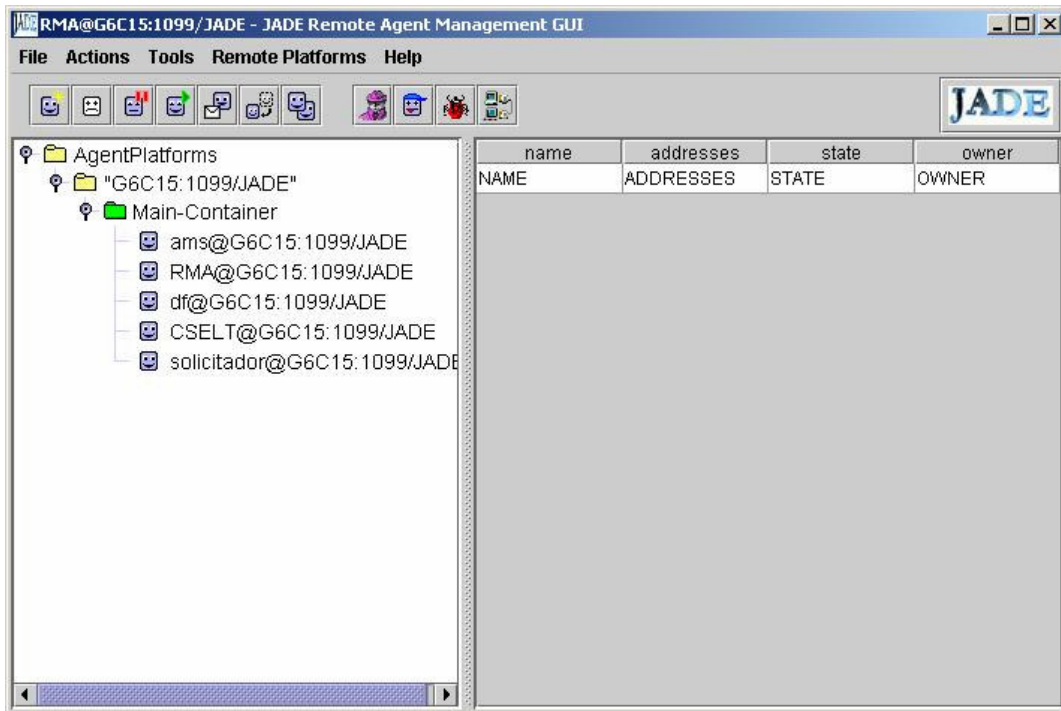 RMA@G6C15:1099/JADE - JADE Remote Agent Management GUI
File Actions Tools Remote Platforms Help
JADE
AgentPlatforms
"G6C15:1099/JADE"
Main-Container
ams@G6C15:1099/JADE
RMA@G6C15:1099/JADE
df@G6C15:1099/JADE
CSELT@G6C15:1099/JADE
solicitador@G6C15:1099/JADE
name addresses state owner
NAME ADDRESSES STATE OWNER